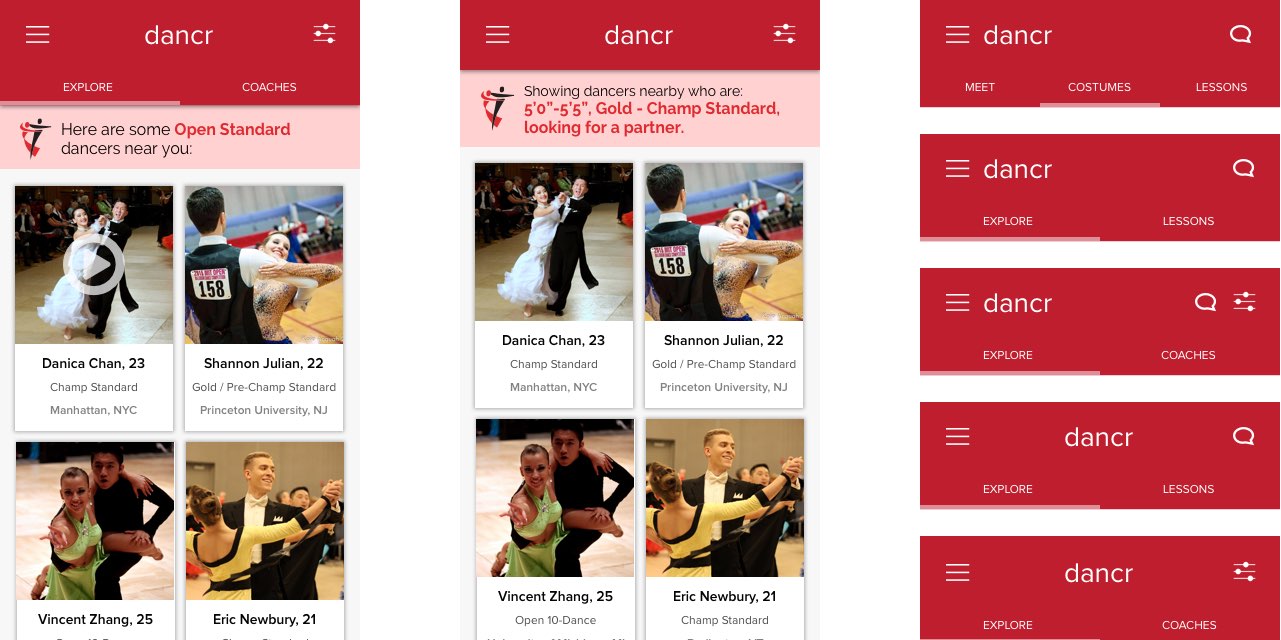 dancr
EXPLORE
COACHES
Here are some Open Standard
dancers near you:
158
Danica Chan, 23
Champ Standard
Manhattan, NYC
Shannon Julian, 22
Gold / Pre-Champ Standard
Princeton University, NJ
Vincent Zhang, 25
Eric Newbury, 21
dancr
Showing dancers nearby who are:
5’0”-5’5”, Gold - Champ Standard,
looking for a partner.
158
Danica Chan, 23
Champ Standard
Manhattan, NYC
Shannon Julian, 22
Gold / Pre-Champ Standard
Princeton University, NJ
Vincent Zhang, 25
Open 10-Dance
Eric Newbury, 21
Champ Standard
dancr
MEET
COSTUMES
LESSONS
dancr
EXPLORE
LESSONS
dancr
EXPLORE
COACHES
dancr
EXPLORE
LESSONS
dancr
EXPLORE
COACHES